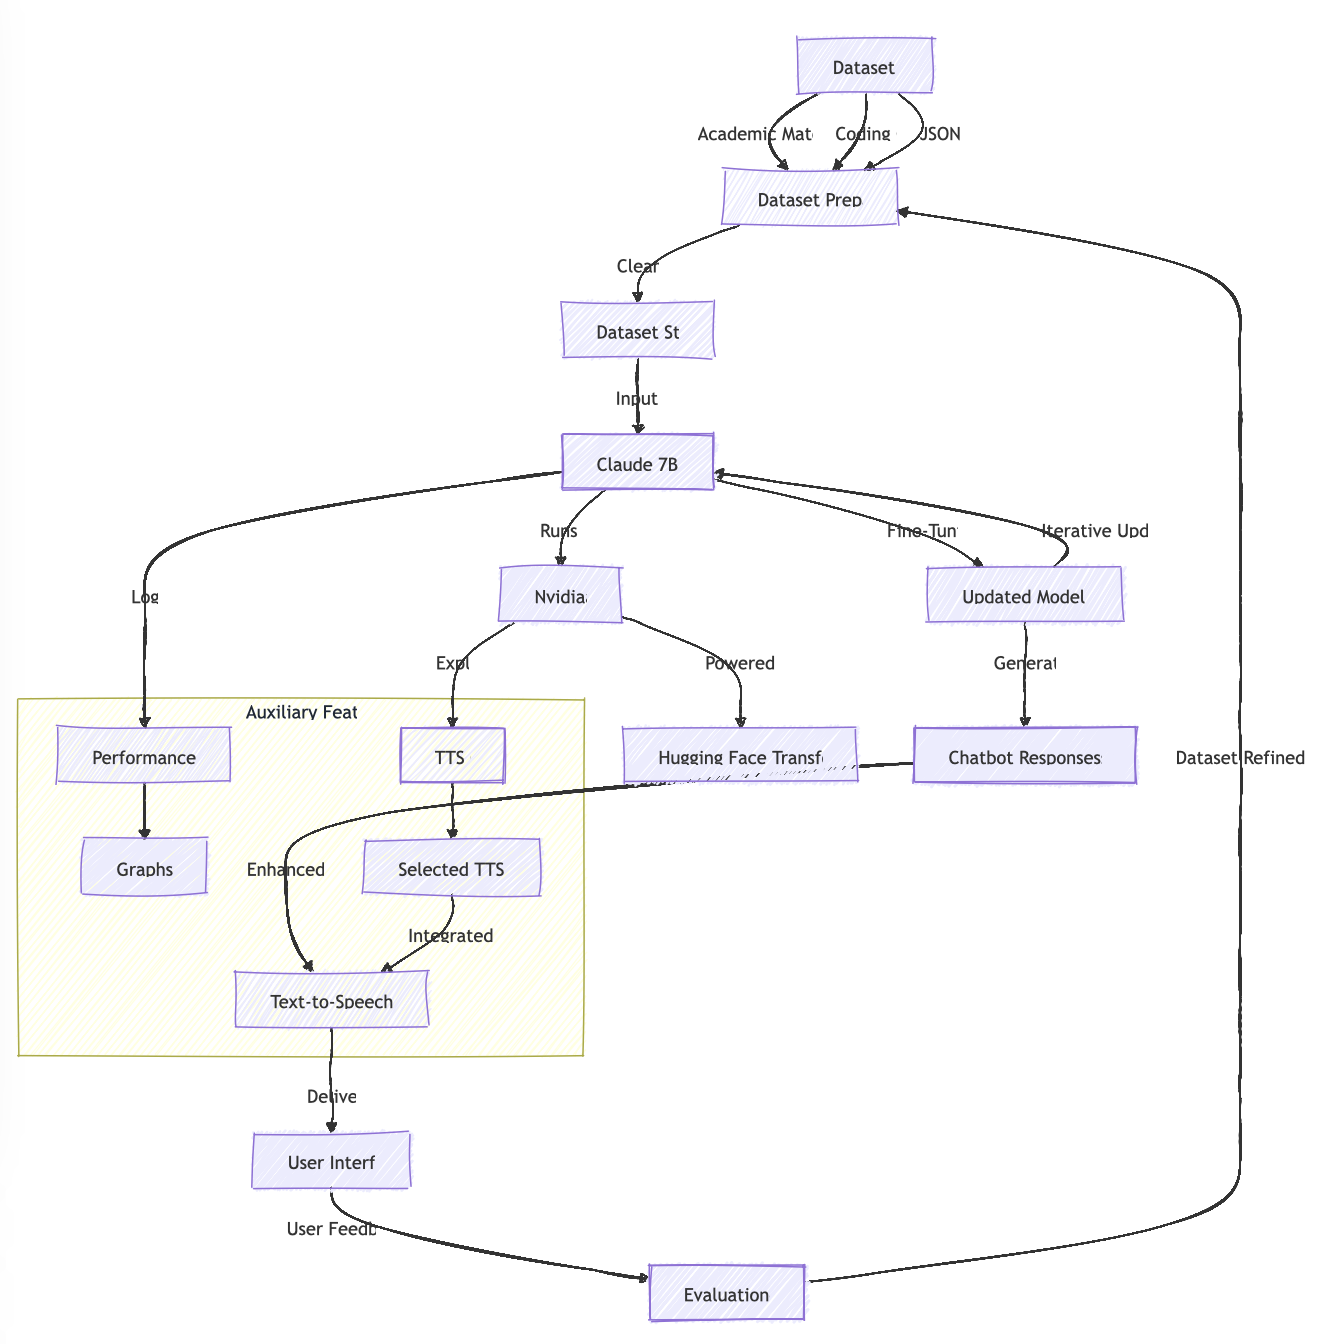 Dataset
Academic Mat
Coding
JSON
Dataset Prep
Clear
Dataset St
Input
Claude 7B
Runs
Fine-Tun
Iterative Upd
Log
Nvidia
Updated Model
Expl
Powered
Generat
Auxiliary Feat
Performance
TTS
Hugging Face Transf
Chatbot Responses
Dataset Refined
Graphs
Enhanced
Selected TTS
Integrated
Text-to-Speech
Delive
User Interf
User Feedb
Evaluation